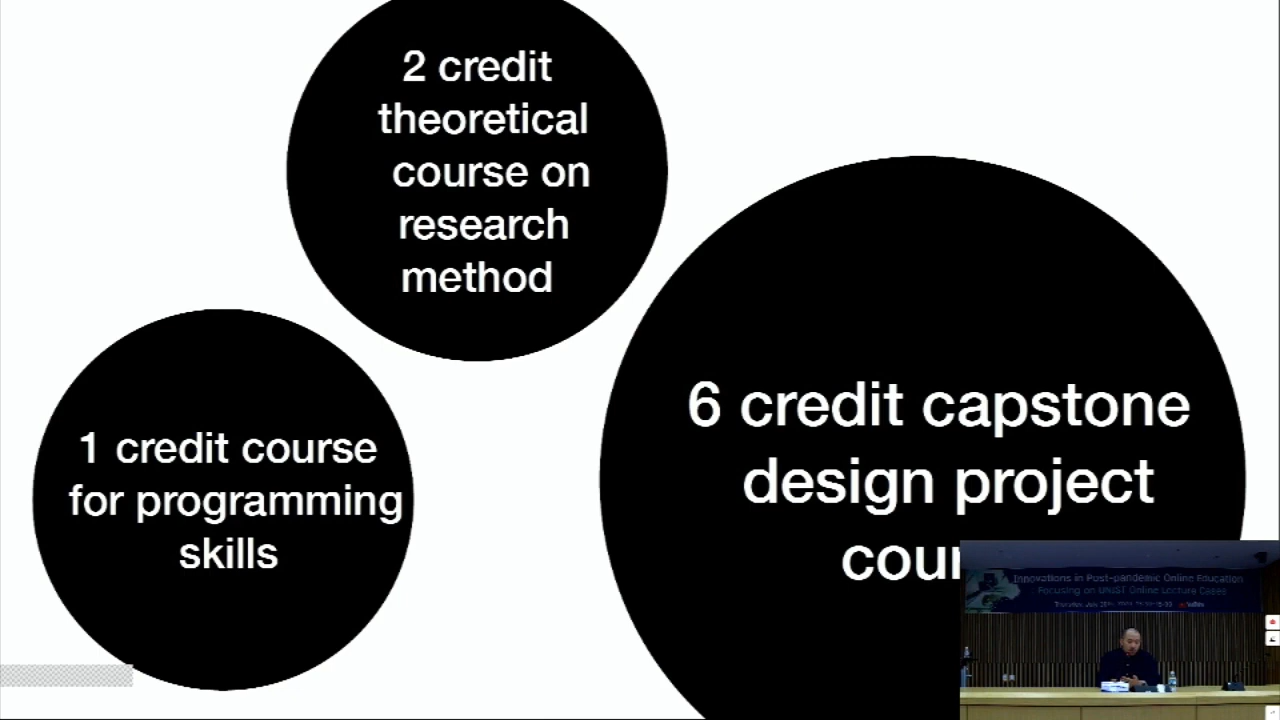 2 credit
theoretical
course on
research
method
1 credit course
for programming
skills
6 credit capstone
design project
cour
Innovations in Post-pandemic Online Education
: Focusing on UNIST Online Lecture Cases